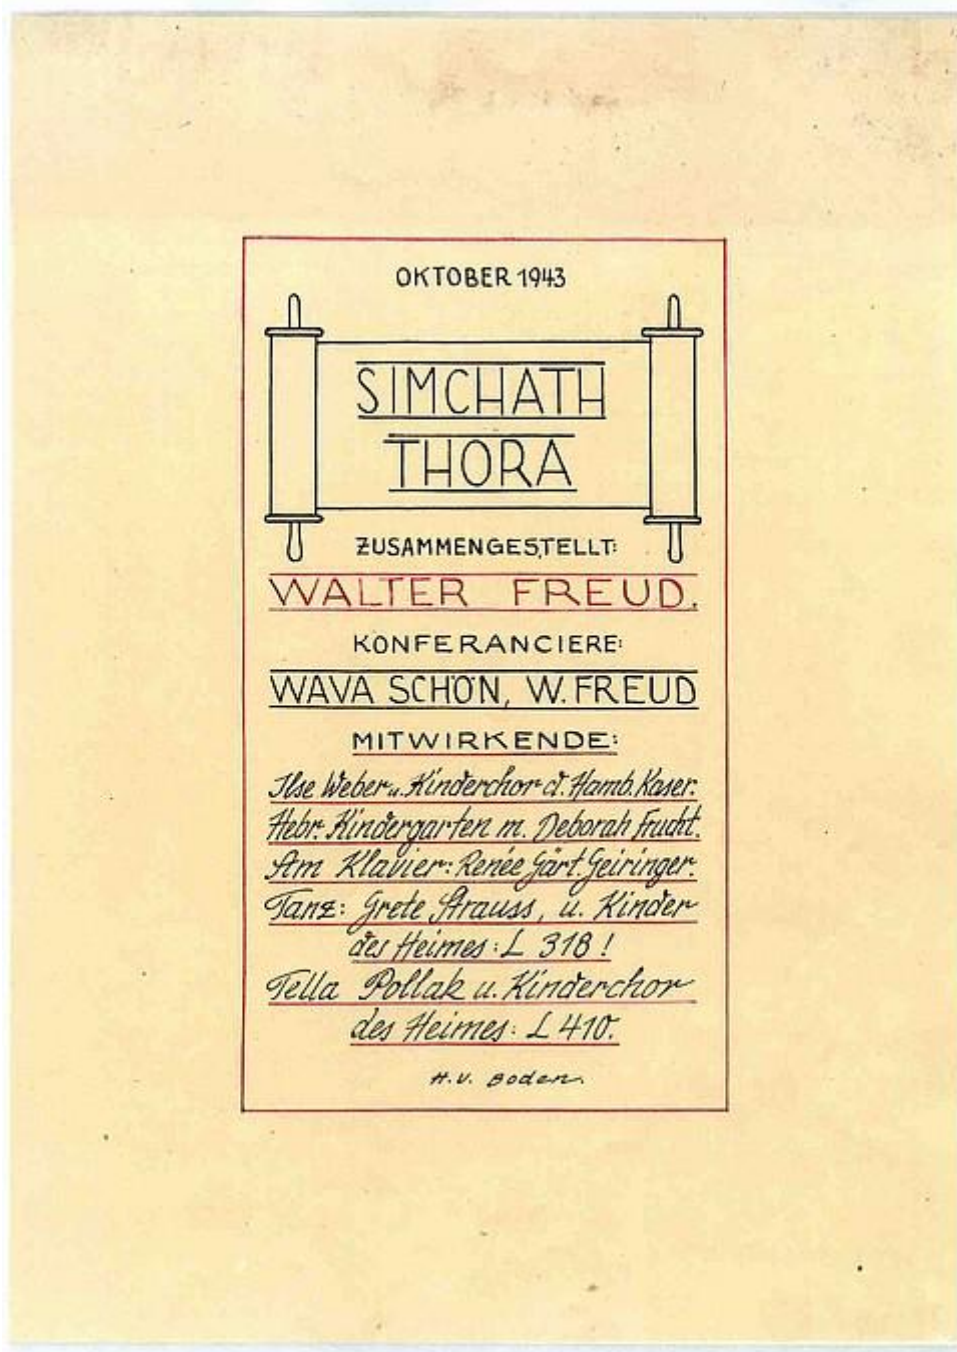 OKTOBER 1943
SIMCHATH
THORA
ZUSAMMENGESTELLT:
WALTER FREUD.
KONFERANCIERE:
WAVA SCHÖN, W. FREUD
MITWIRKENDE:
Ilse Weber u. Kinderchor d. Hamb. Kaser.
Hebr. Kindergarten m. Deborah Frucht.
Am Klavier: Renée Gärt. Geiringer.
Tanz: Grete Strauss, u. Kinder
des Heimes: L 318!
Tella Pollak u. Kinderchor
des Heimes: L 410.
H.V. Boden.